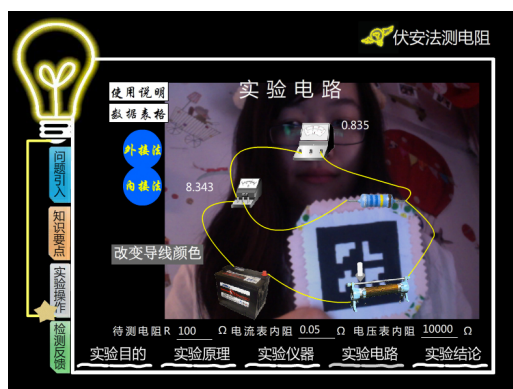 伏安法测电阻
使用说明
数据表格
实验电路
0.835
外接法
内接法
8.343
问题引入
知识要点
实验操作
检测反馈
改变导线颜色
待测电阻R 100 Ω 电流表内阻 0.05 Ω 电压表内阻 10000 Ω
实验目的 实验原理 实验仪器 实验电路 实验结论